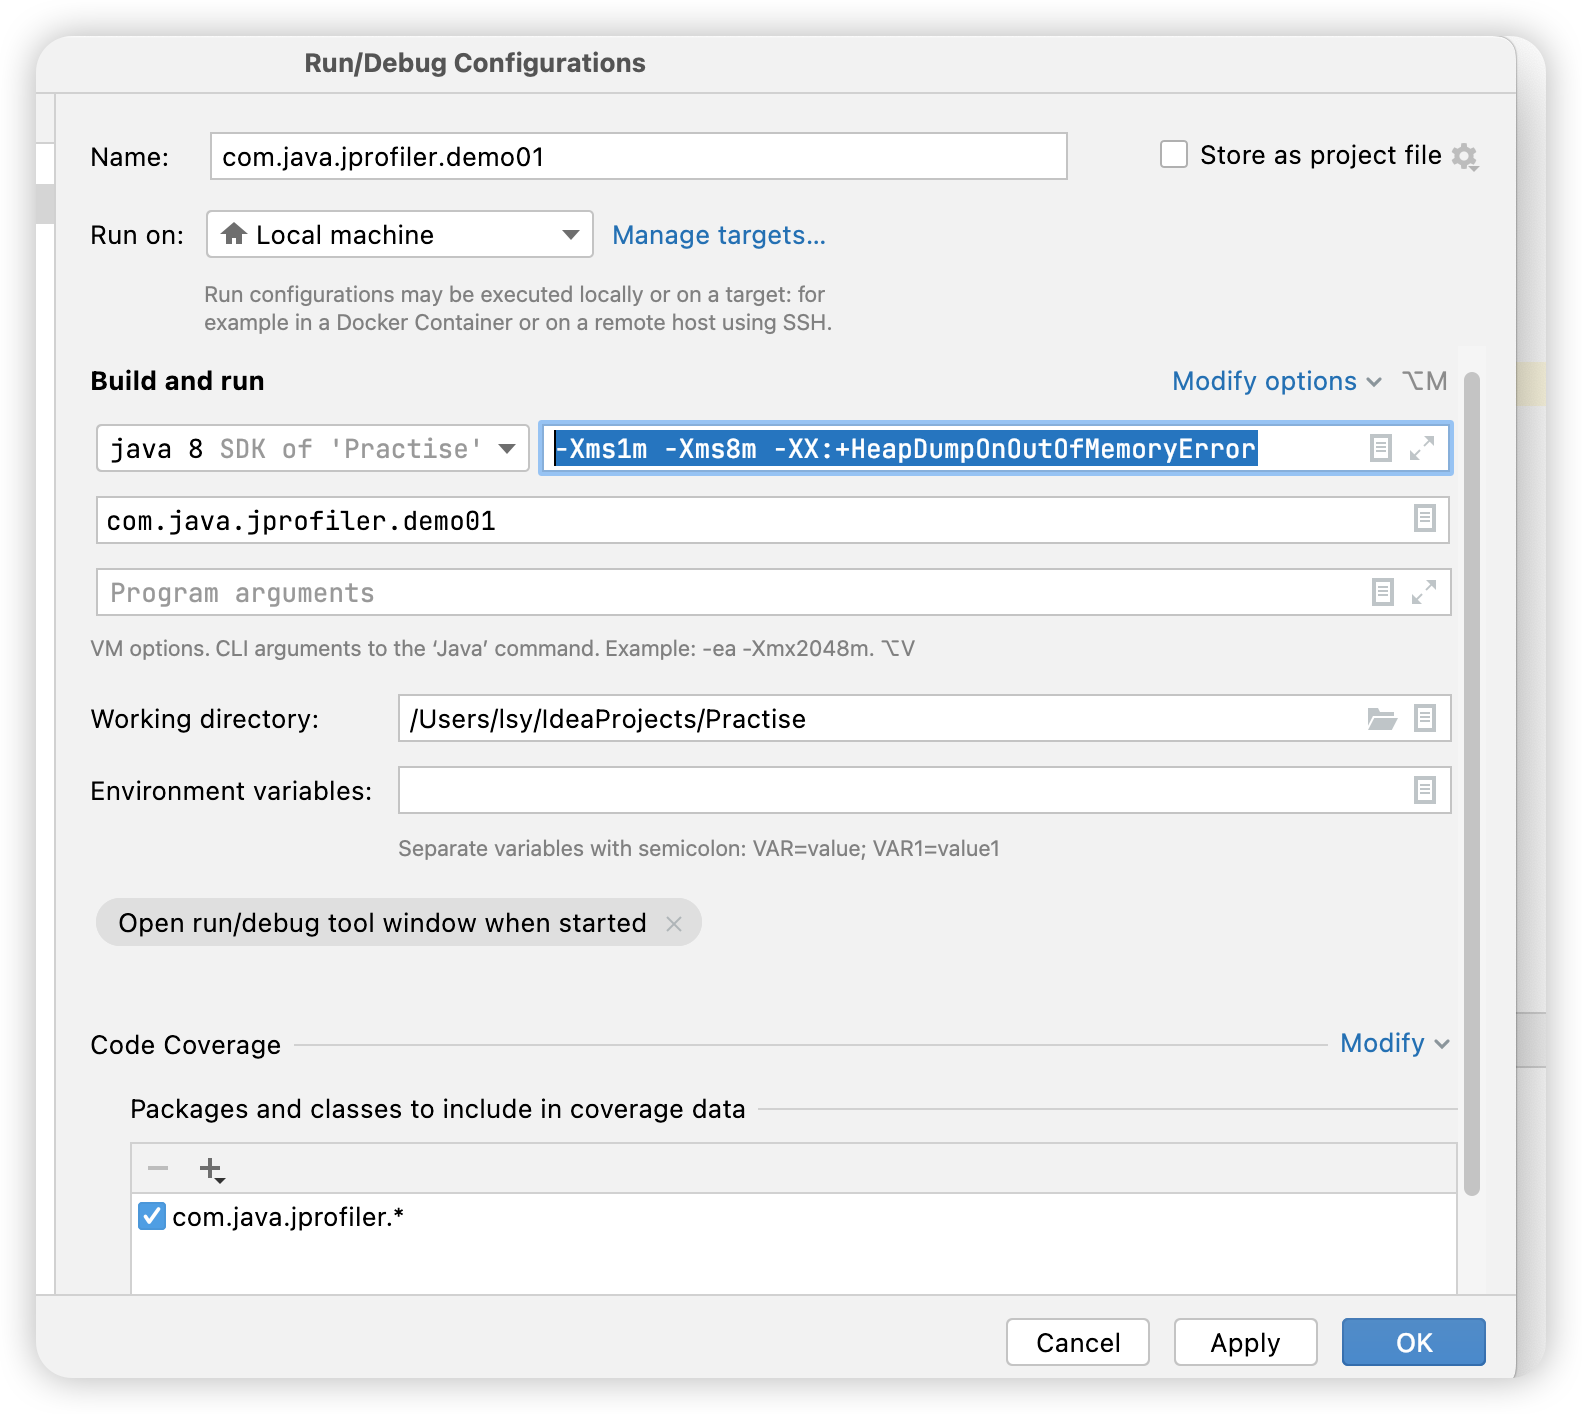 Run/Debug Configurations
Name: com.java.jprofiler.demo01 Store as project file
Run on: Local machine Manage targets...
Run configurations may be executed locally or on a target: for
example in a Docker Container or on a remote host using SSH.
Build and run Modify options ⌥M
java 8 SDK of 'Practise' -Xms1m -Xms8m -XX:+HeapDumpOnOutOfMemoryError
com.java.jprofiler.demo01
Program arguments
VM options. CLI arguments to the ‘Java’ command. Example: -ea -Xmx2048m. ⌥V
Working directory: /Users/lsy/IdeaProjects/Practise
Environment variables:
Separate variables with semicolon: VAR=value; VAR1=value1
Open run/debug tool window when started
Code Coverage Modify
Packages and classes to include in coverage data
com.java.jprofiler.*
Cancel Apply OK